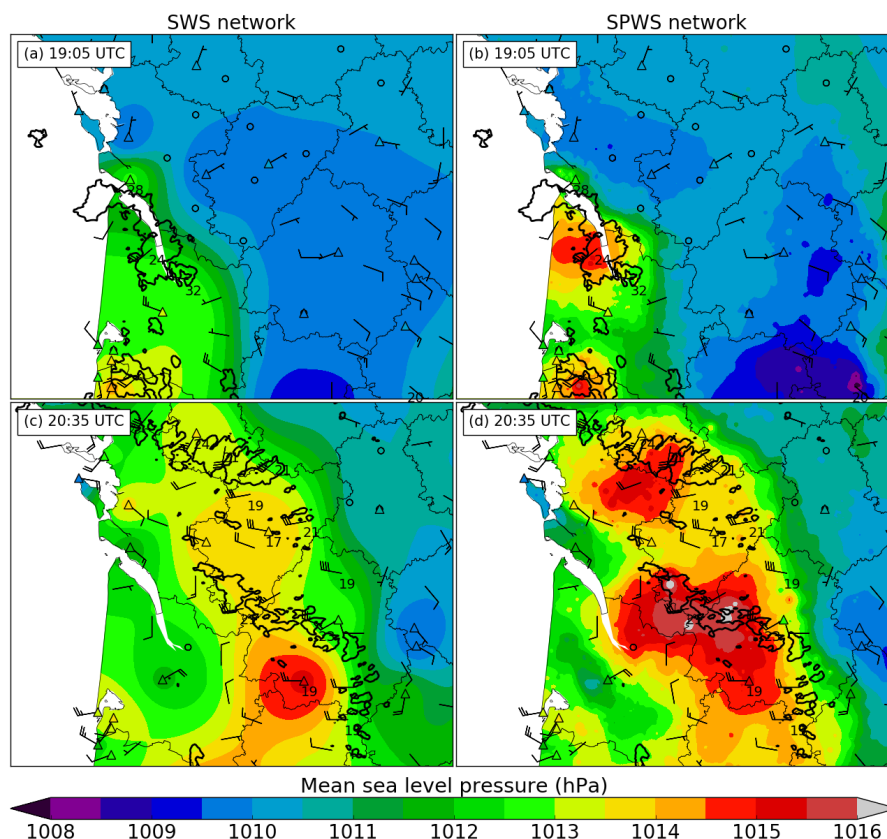 SWS network
SPWS network
(a) 19:05 UTC
(b) 19:05 UTC
28
24
32
28
24
32
20
(c) 20:35 UTC
(d) 20:35 UTC
24
19
17
21
19
19
19
19
17
21
19
19
Mean sea level pressure (hPa)
1008 1009 1010 1011 1012 1013 1014 1015 1016